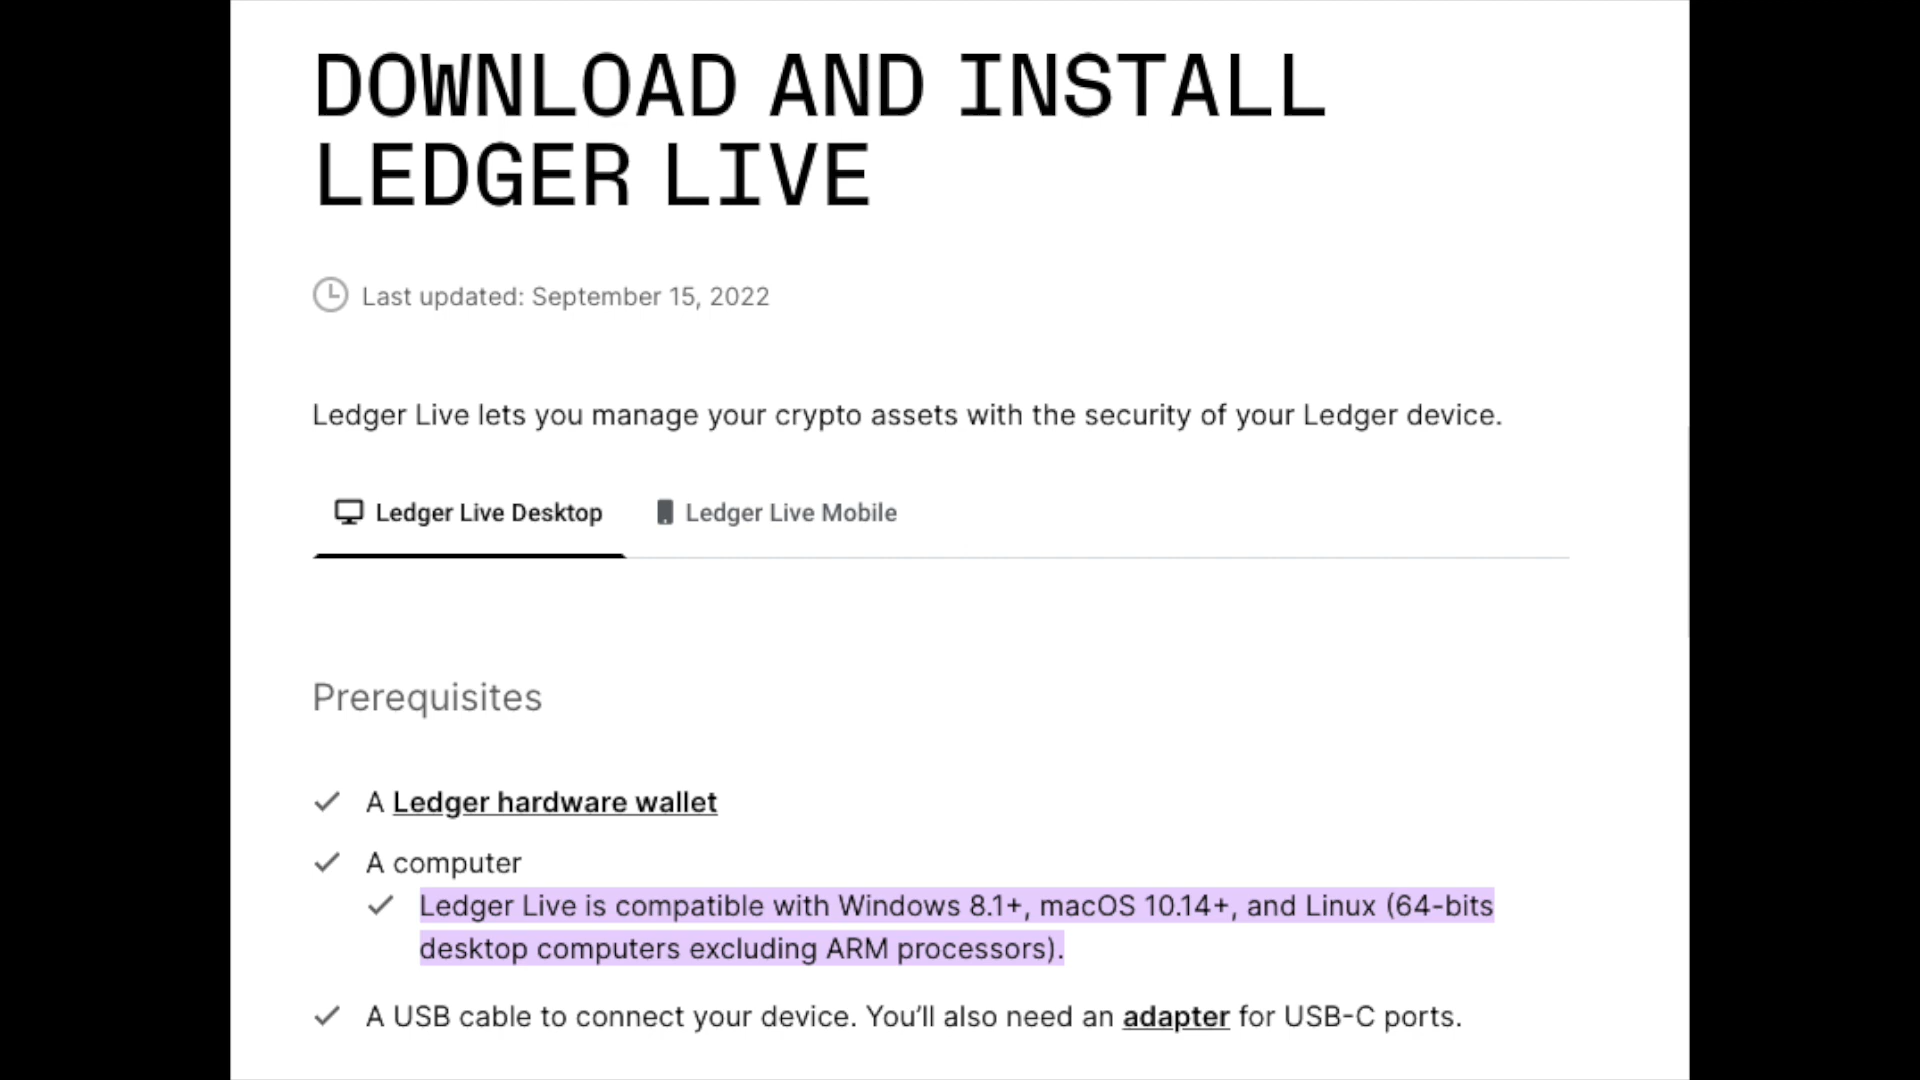 DOWNLOAD AND INSTALL
LEDGER LIVE
Last updated: September 15, 2022
Ledger Live lets you manage your crypto assets with the security of your Ledger device.
Ledger Live Desktop
Ledger Live Mobile
Prerequisites
A Ledger hardware wallet
A computer
Ledger Live is compatible with Windows 8.1+, macOS 10.14+, and Linux (64-bits
desktop computers excluding ARM processors).
A USB cable to connect your device. You’ll also need an adapter for USB-C ports.